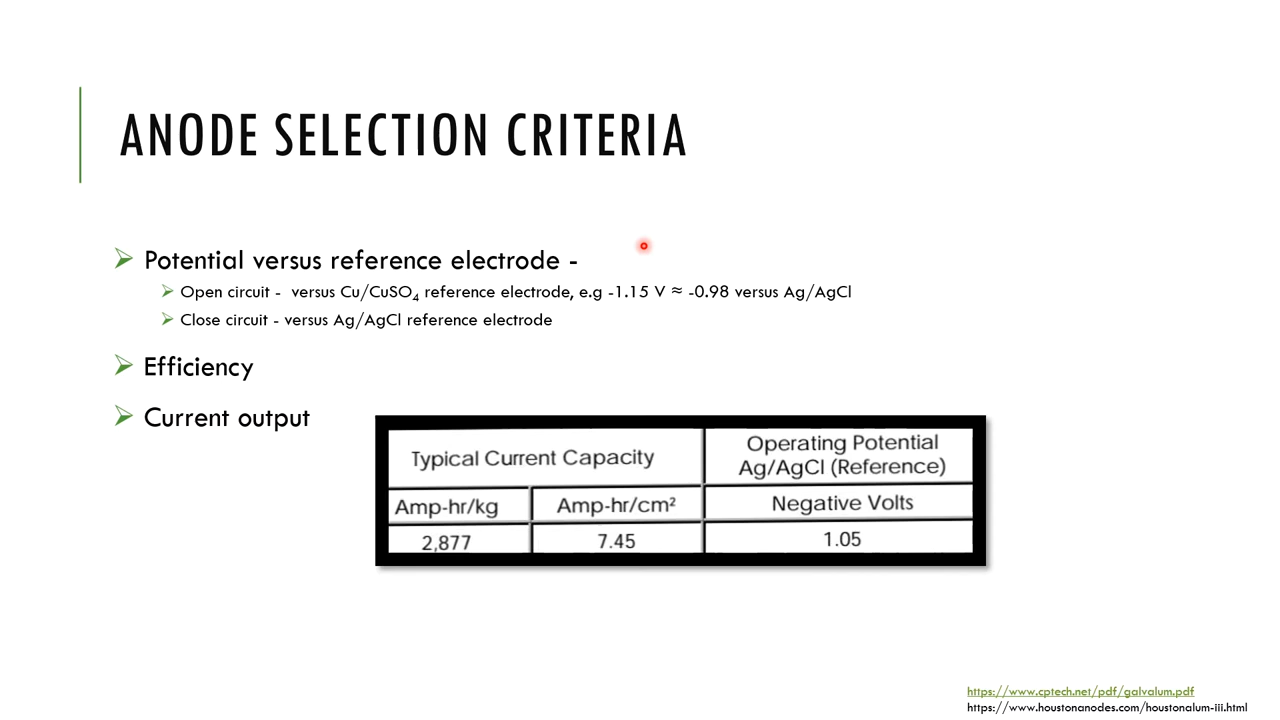 ANODE SELECTION CRITERIA
Potential versus reference electrode -
Open circuit - versus Cu/CuSO₄ reference electrode, e.g -1.15 V ≈ -0.98 versus Ag/AgCl
Close circuit - versus Ag/AgCl reference electrode
Efficiency
Current output
Typical Current Capacity
Operating Potential
Ag/AgCl (Reference)
Amp-hr/kg
Amp-hr/cm²
Negative Volts
2,877
7.45
1.05
https://www.cptech.net/pdf/galvalum.pdf
https://www.houstonanodes.com/houstonalum-iii.html